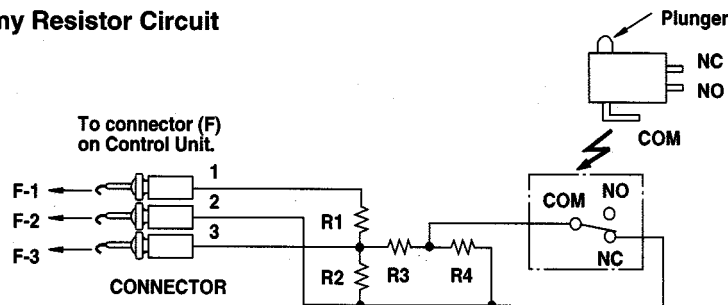 my Resistor Circuit
Plunger
NC
NO
COM
To connector (F)
on Control Unit.
1
F-1
2
F-2
3
F-3
CONNECTOR
R1
R2
R3
R4
COM
NO
NC